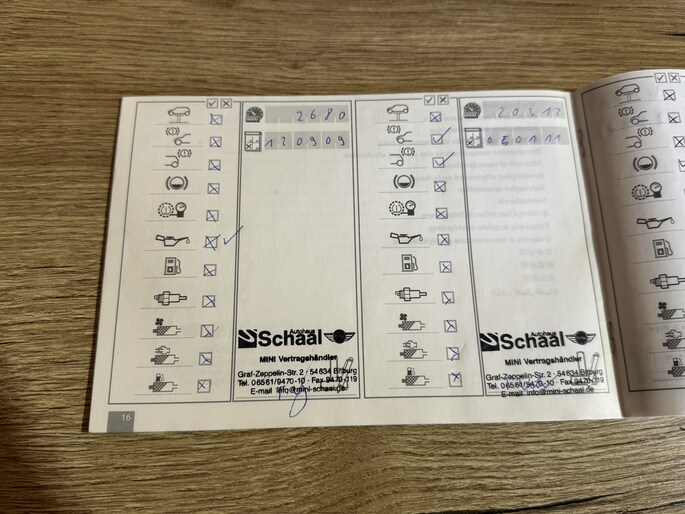 2680
120909
Autohaus
Schaal
MINI Vertragshändler
Graf-Zeppelin-Str. 2 · 54634 Bitburg
Tel. 06561/9470-10 · Fax 9470-119
E-mail info@mini-schaal.de
16
20312
Autohaus
Schaal
MINI Vertragshändler
Graf-Zeppelin-Str. 2 · 54634 Bitburg
Tel. 06561/9470-10 · Fax 9470-119
E-mail info@mini-schaal.de